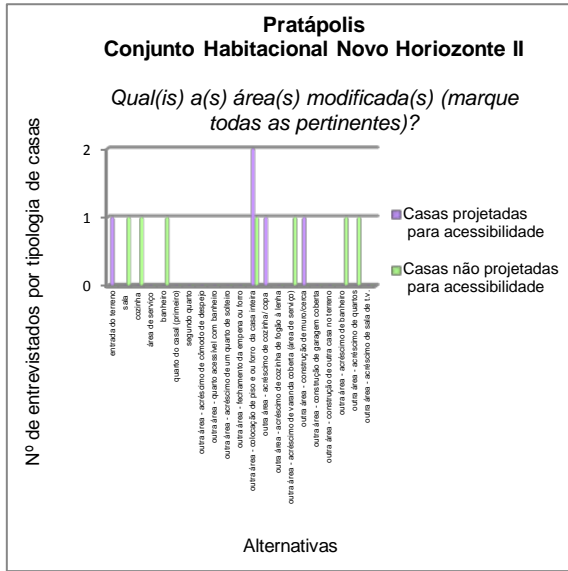 Pratápolis
Conjunto Habitacional Novo Horiozonte II
Qual(is) a(s) área(s) modificada(s) (marque
todas as pertinentes)?
Nº de entrevistados por tipologia de casas
2
1
0
Casas projetadas
para acessibilidade
Casas não projetadas
para acessibilidade
entrada do terreno
sala
cozinha
área de serviço
banheiro
quarto do casal (primeiro)
segundo quarto
outra área - acréscimo de cômodo de despejo
outra área - quarto acessível com banheiro
outra área - acréscimo de um quarto de solteiro
outra área - fechamento da empena ou forro
outra área - colocação de piso e ou forro da casa inteira
outra área - acréscimo de cozinha/ copa
outra área - acréscimo de cozinha de fogão à lenha
outra área - acréscimo de varanda coberta (área de serviço)
outra área - construção de muro/cerca
outra área - construção de garagem coberta
outra área - construção de outra casa no terreno
outra área - acréscimo de banheiro
outra área - acréscimo de quartos
outra área - acréscimo de sala de t.v.
Alternativas